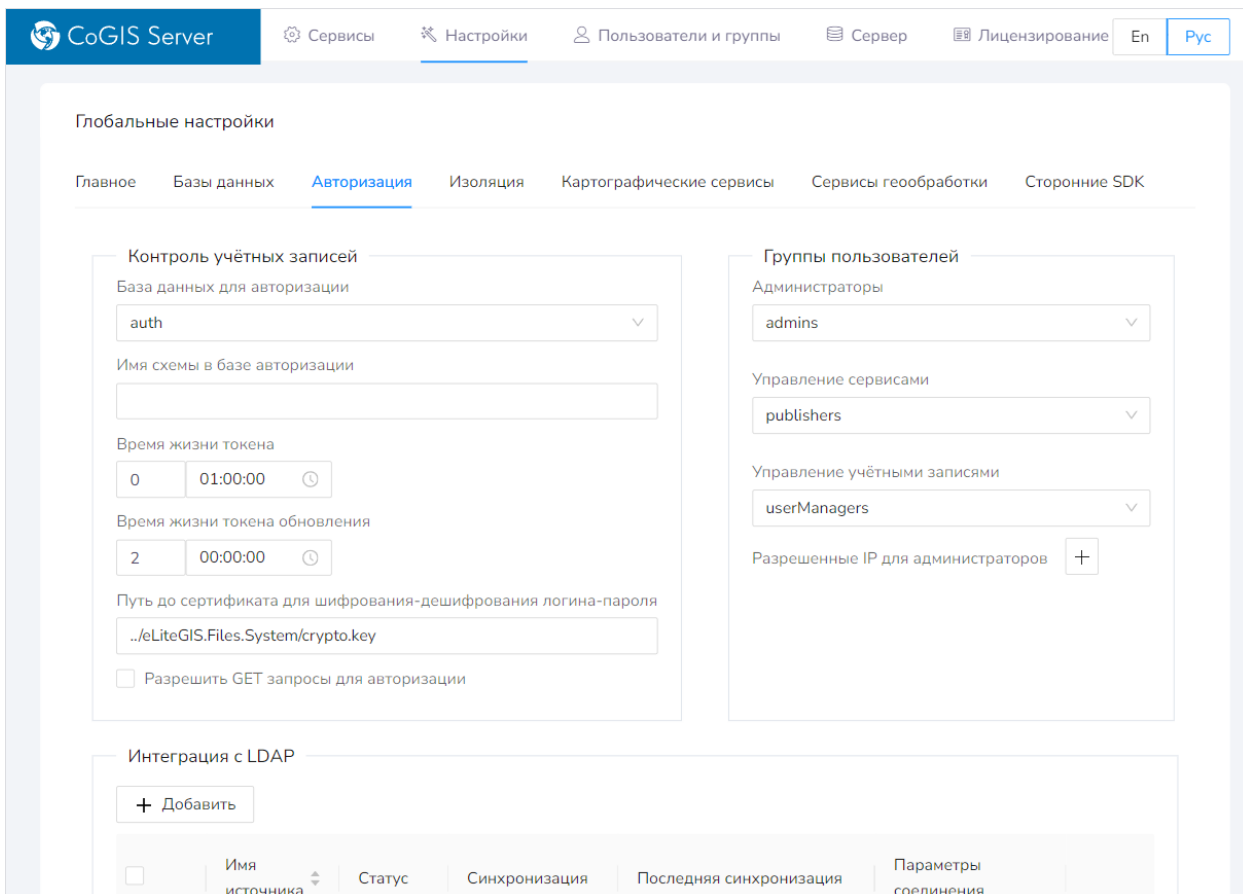 CoGIS Server
Сервисы
Настройки
Пользователи и группы
Сервер
Лицензирование
En
Рус
Глобальные настройки
Главное
Базы данных
Авторизация
Изоляция
Картографические сервисы
Сервисы геообработки
Сторонние SDK
Контроль учётных записей
База данных для авторизации
auth
Имя схемы в базе авторизации
Время жизни токена
0
01:00:00
Время жизни токена обновления
2
00:00:00
Путь до сертификата для шифрования-дешифрования логина-пароля
../eLiteGIS.Files.System/crypto.key
Разрешить GET запросы для авторизации
Группы пользователей
Администраторы
admins
Управление сервисами
publishers
Управление учётными записями
userManagers
Разрешенные IP для администраторов
Интеграция с LDAP
+ Добавить
Имя
источника
Статус
Синхронизация
Последняя синхронизация
Параметры
соединения